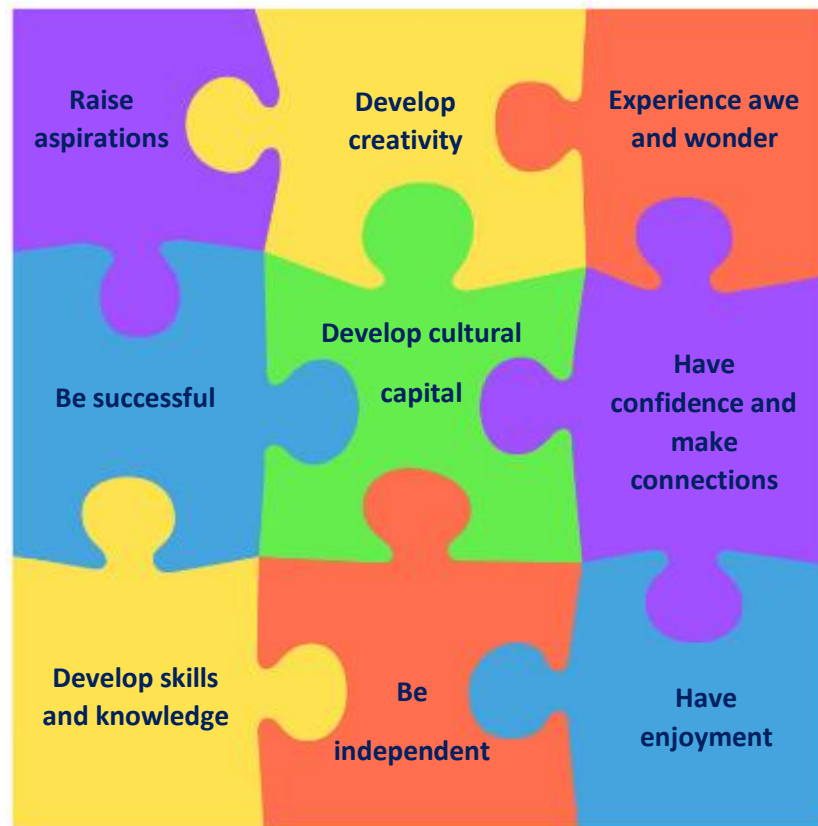 Raise
aspirations
Develop
creativity
Experience awe
and wonder
Be successful
Develop cultural
capital
Have
confidence and
make
connections
Develop skills
and knowledge
Be
independent
Have
enjoyment